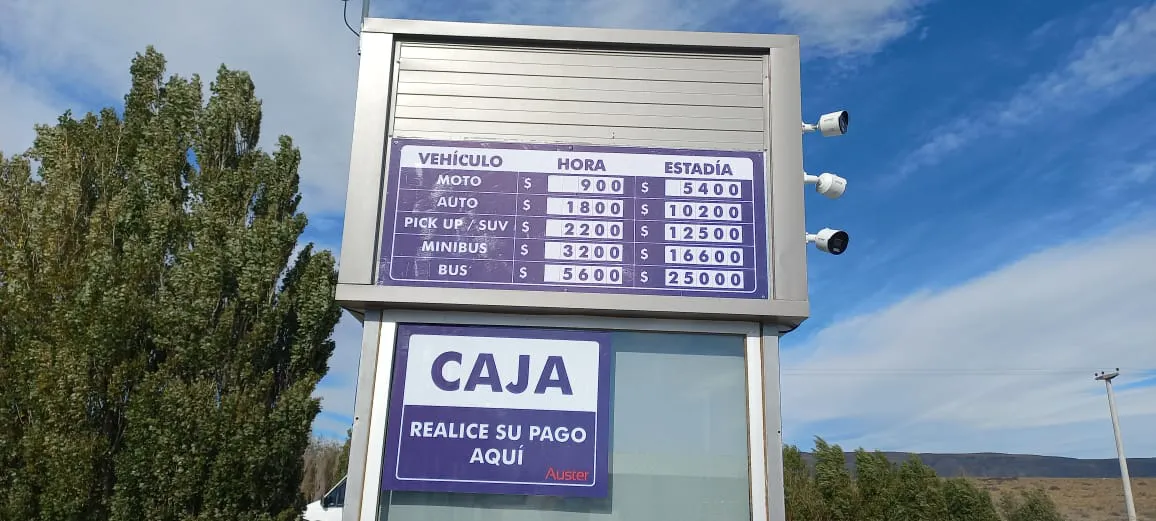 VEHÍCULO HORA ESTADÍA
MOTO $ 900 $ 5400
AUTO $ 1800 $ 10200
PICK UP / SUV $ 2200 $ 12500
MINIBUS $ 3200 $ 16600
BUS $ 5600 $ 25000
CAJA
REALICE SU PAGO
AQUÍ
Auster